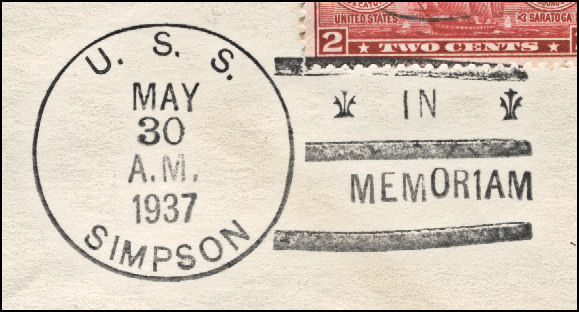 UNITED STATES
SARATOGA
2 TWO CENTS
U. S. S.
MAY
30
A.M.
1937
SIMPSON
IN
MEMORIAM